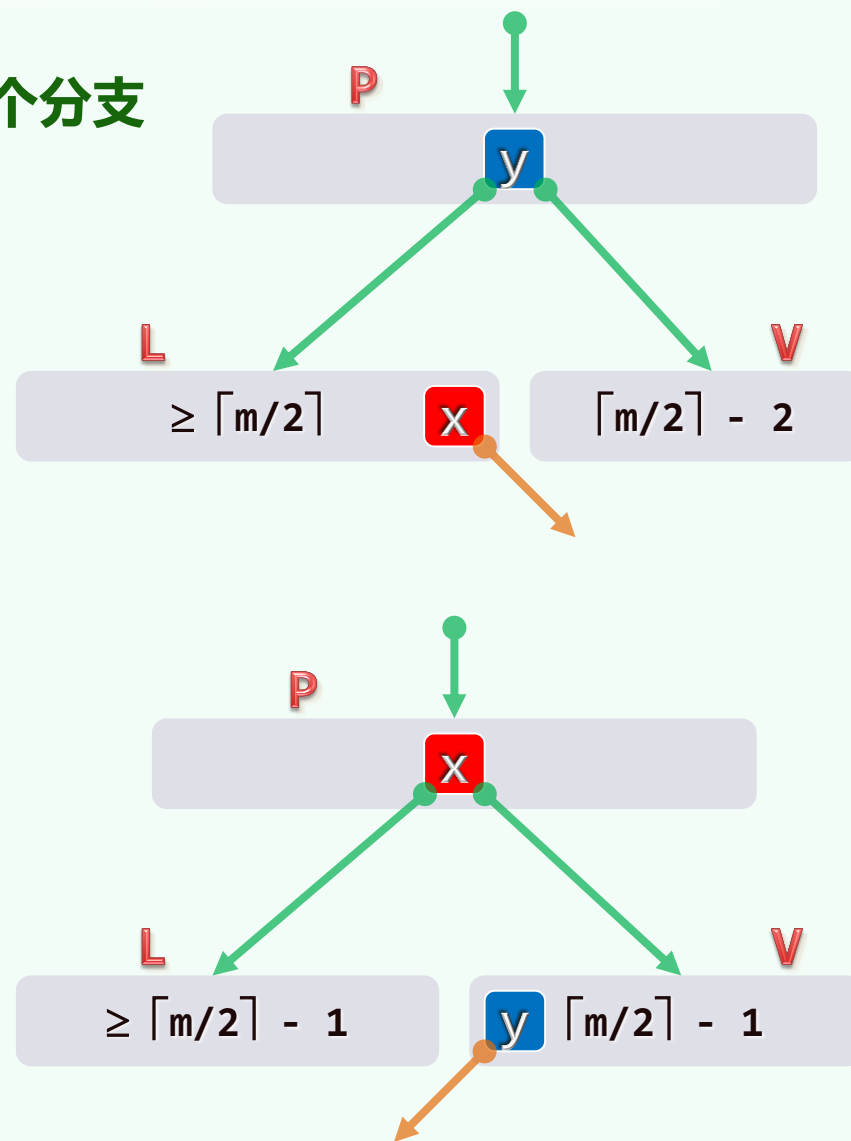 个分支
P
y
L
V
≥ ⌈m/2⌉ x
⌈m/2⌉ - 2
P
x
L
V
≥ ⌈m/2⌉ - 1
y ⌈m/2⌉ - 1